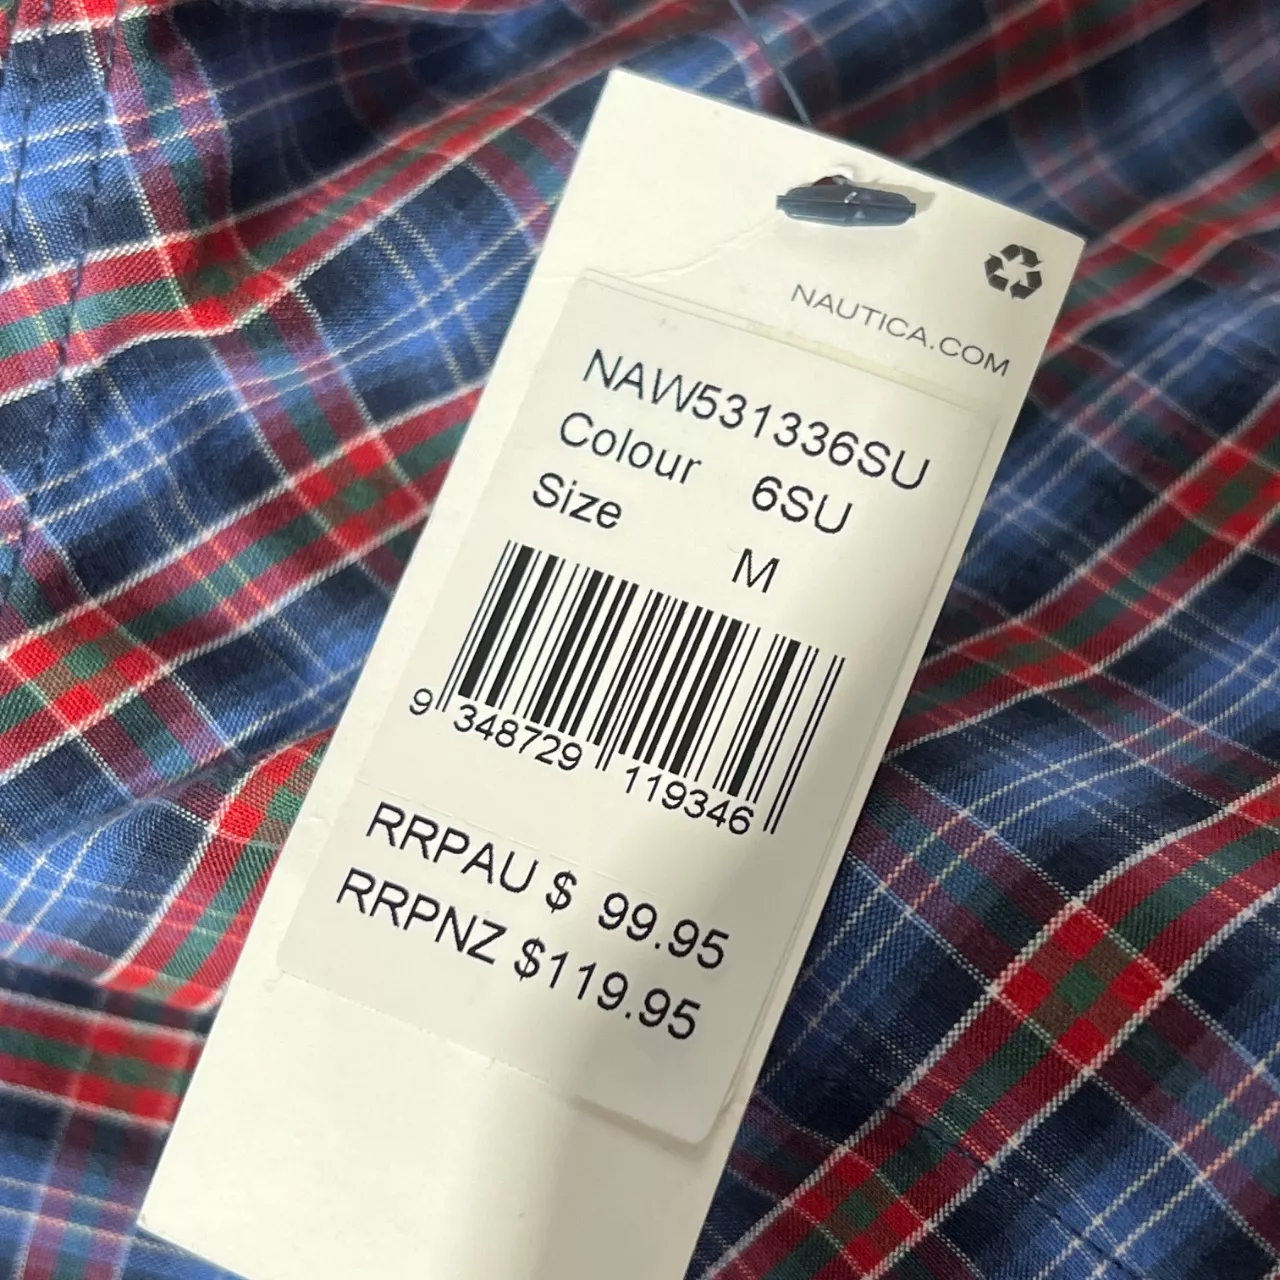 NAUTICA.COM
NAW531336SU
Colour 6SU
Size M
9 348729 119346
RRPAU $ 99.95
RRPNZ $119.95